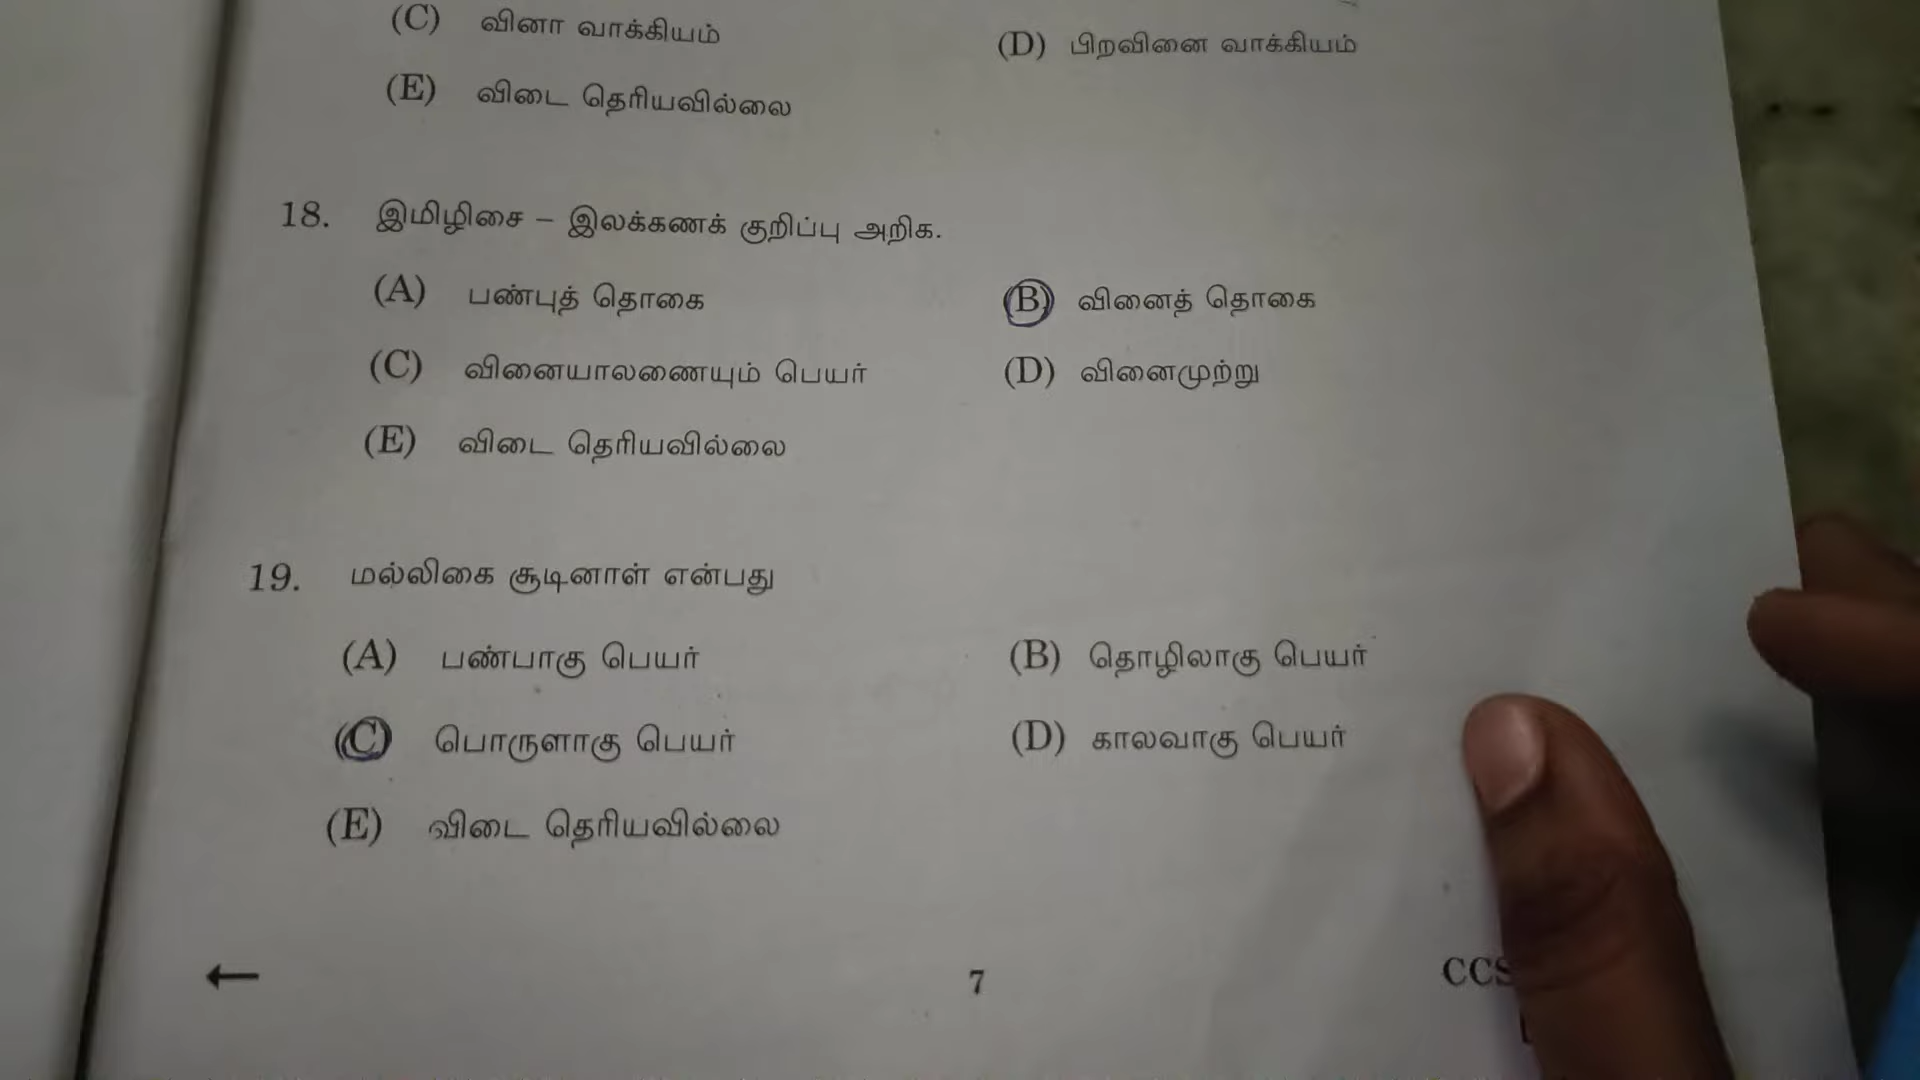 (C) வினா வாக்கியம்
(D) பிறவினை வாக்கியம்
(E) விடை தெரியவில்லை
18. இமிழிசை – இலக்கணக் குறிப்பு அறிக.
(A) பண்புத் தொகை
(B) வினைத் தொகை
(C) வினையாலணையும் பெயர்
(D) வினைமுற்று
(E) விடை தெரியவில்லை
19. மல்லிகை சூடினாள் என்பது
(A) பண்பாகு பெயர்
(B) தொழிலாகு பெயர்
(C) பொருளாகு பெயர்
(D) காலவாகு பெயர்
(E) விடை தெரியவில்லை
←
7
CCS